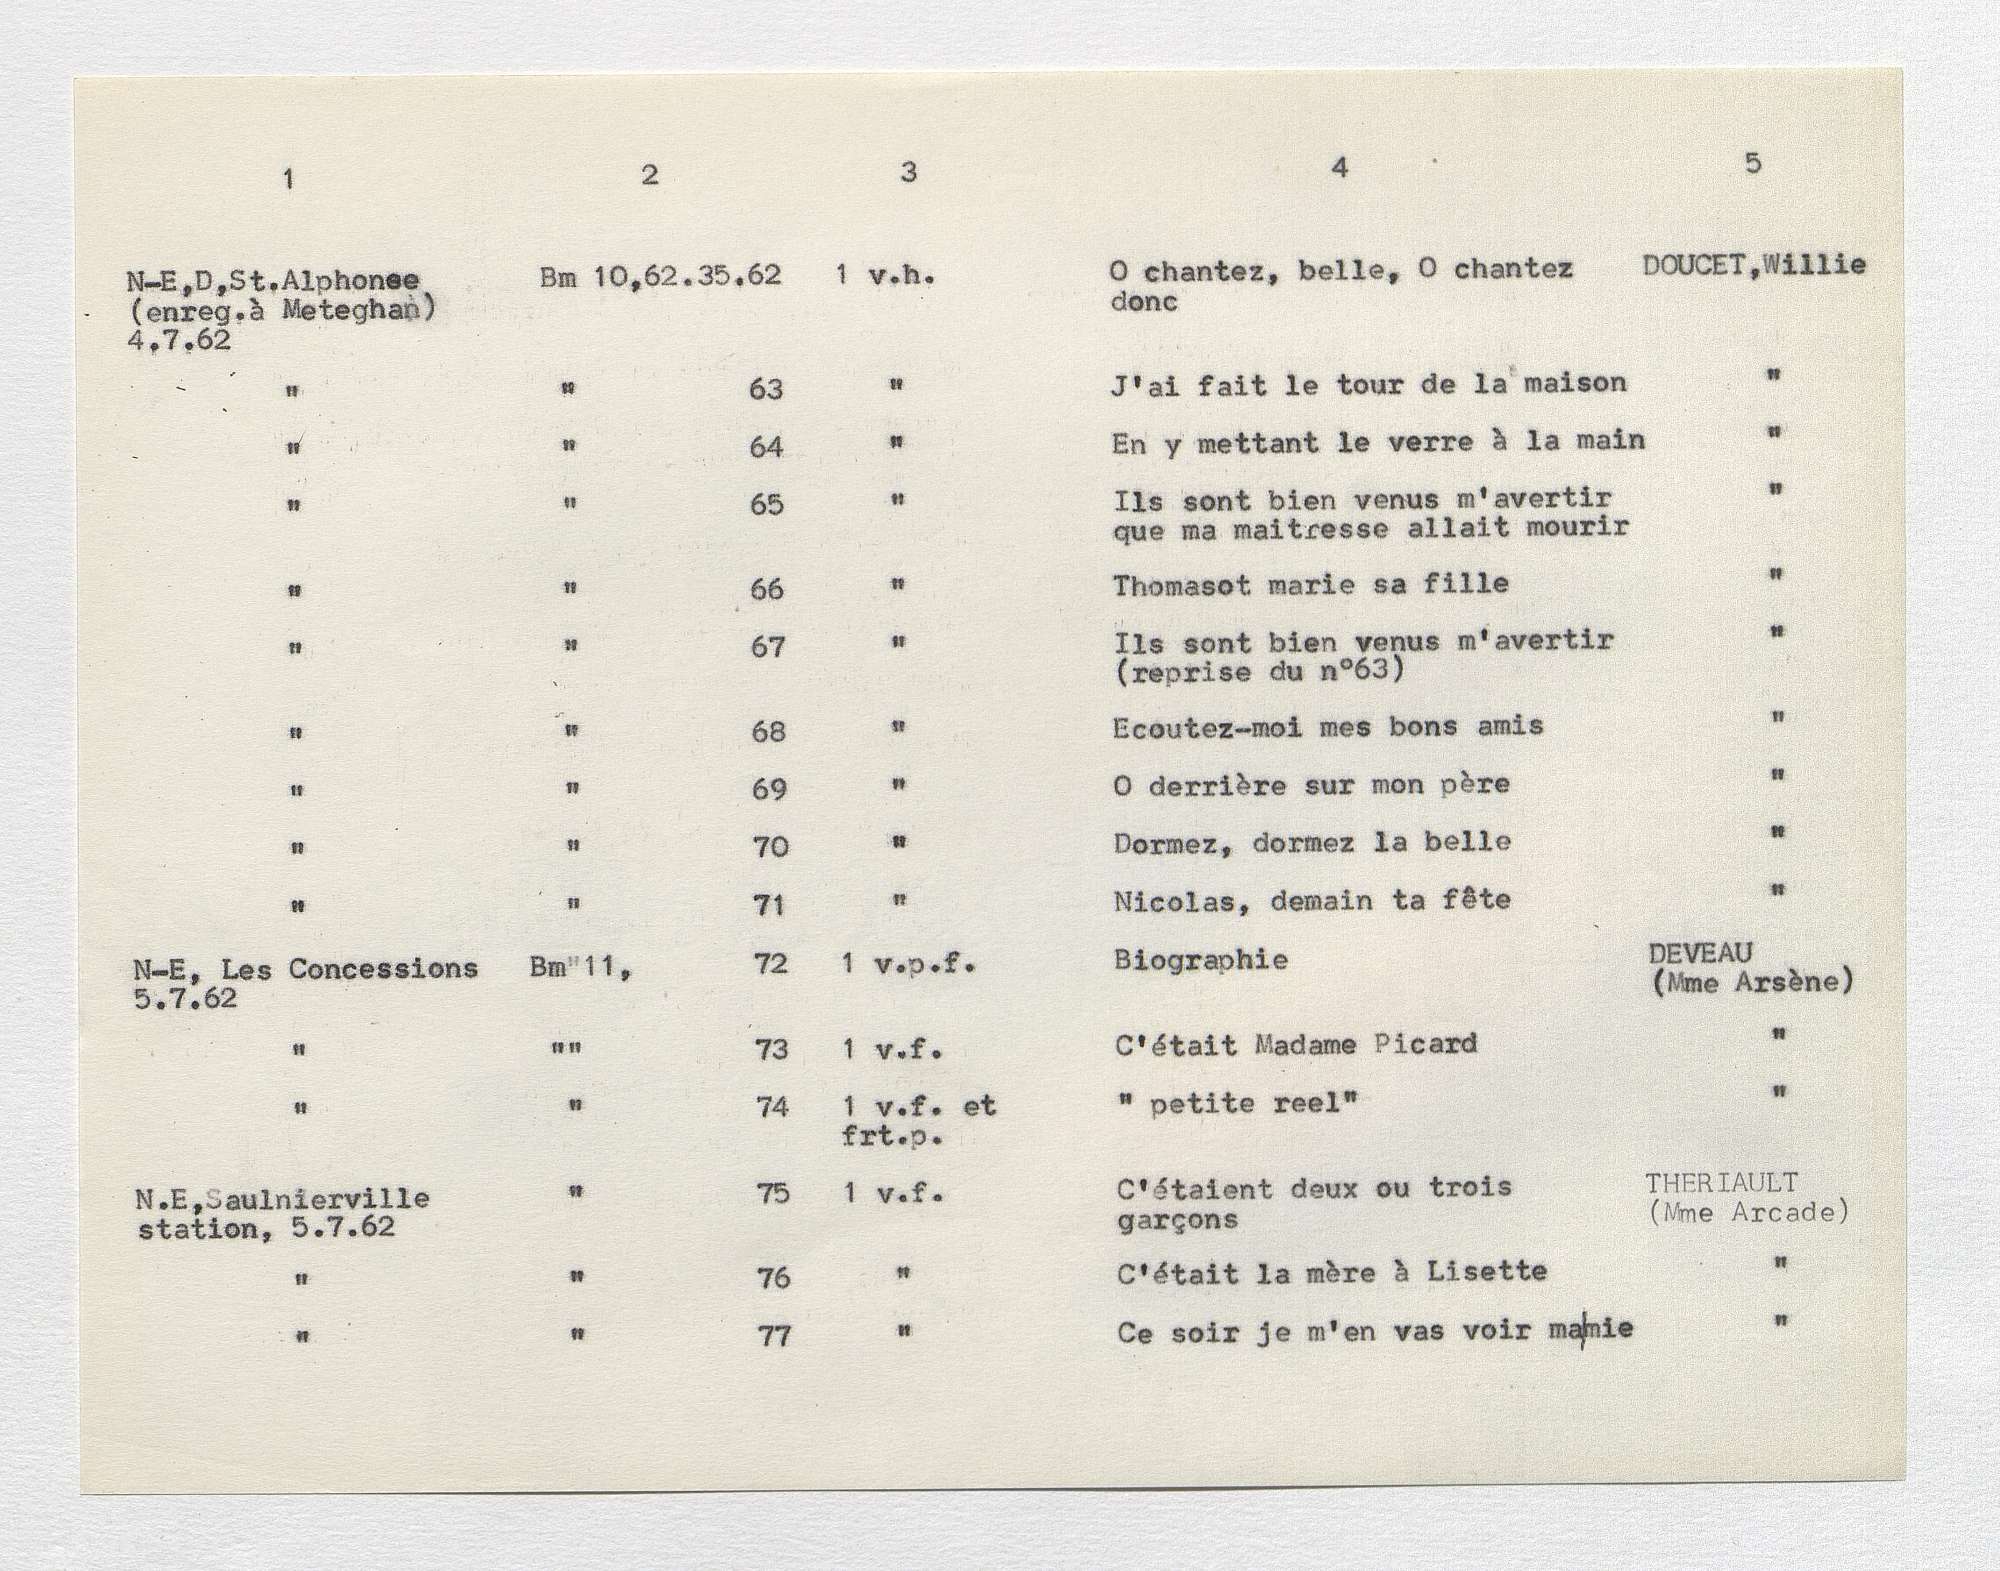 1 2 3 4 5
N-E,D,St.Alphonse Bm 10,62.35.62 1 v.h. O chantez, belle, O chantez DOUCET,Willie
(enreg.à Meteghan) donc
4.7.62
" " 63 " J'ai fait le tour de la maison "
" " 64 " En y mettant le verre à la main "
" " 65 " Ils sont bien venus m'avertir "
que ma maitresse allait mourir
" " 66 " Thomasot marie sa fille "
" " 67 " Ils sont bien venus m'avertir "
(reprise du n°63)
" " 68 " Ecoutez-moi mes bons amis "
" " 69 " O derrière sur mon père "
" " 70 " Dormez, dormez la belle "
" " 71 " Nicolas, demain ta fête "
N-E, Les Concessions Bm"11, 72 1 v.p.f. Biographie DEVEAU
5.7.62 (Mme Arsène)
" "" 73 1 v.f. C'était Madame Picard "
" " 74 1 v.f. et " petite reel" "
frt.p.
N.E,Saulnierville " 75 1 v.f. C'étaient deux ou trois THERIAULT
station, 5.7.62 garçons (Mme Arcade)
" " 76 " C'était la mère à Lisette "
" " 77 " Ce soir je m'en vas voir ma|mie "